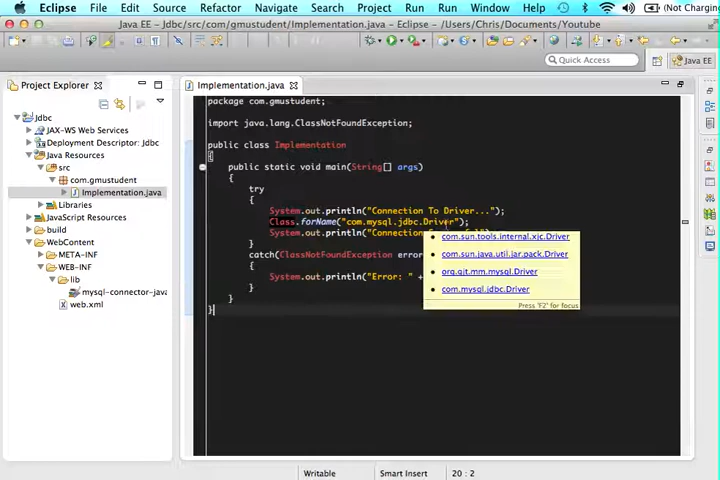 Eclipse File Edit Source Refactor Navigate Search Project Run Run Window (Not Charging
Java EE - Jdbc/src/com/gmustudent/Implementation.java - Eclipse - /Users/Chris/Documents/Youtube
Quick Access
Java EE
Project Explorer
Implementation.java
Jdbc
JAX-WS Web Services
Deployment Descriptor: Jdbc
Java Resources
src
com.gmustudent
Implementation.java
Libraries
JavaScript Resources
build
WebContent
META-INF
WEB-INF
lib
mysql-connector-java
web.xml
package com.gmustudent;
import java.lang.ClassNotFoundException;
public class Implementation
{
public static void main(String[] args)
{
try
{
System.out.println("Connection To Driver...");
Class.forName("com.mysql.jdbc.Driver");
System.out.println("Connection
}
catch(ClassNotFoundException error
{
System.out.println("Error: " +
}
}
}
com.sun.tools.internal.xjc.Driver
com.sun.java.util.jar.pack.Driver
org.gjt.mm.mysql.Driver
com.mysql.jdbc.Driver
Press 'F2' for focus
Writable Smart Insert 20 : 2